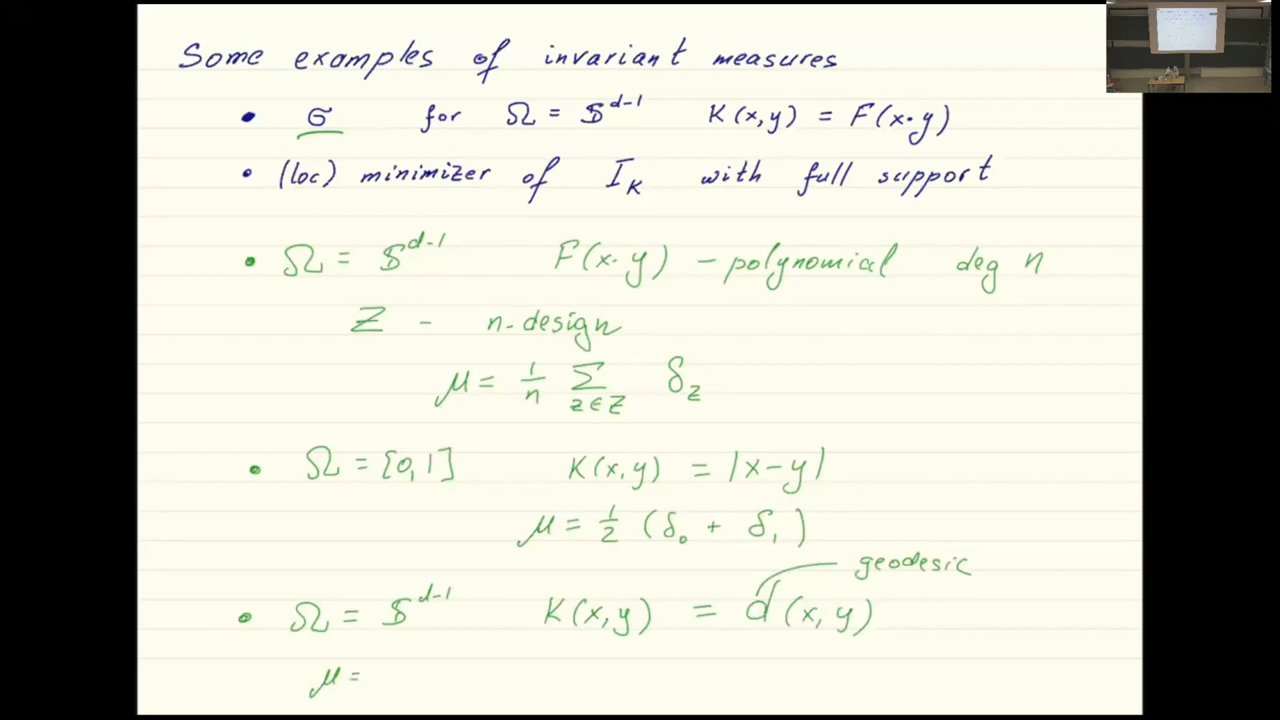 Some examples of invariant measures
• σ for Ω = 𝕊^{d-1} K(x,y) = F(x·y)
• (loc) minimizer of I_K with full support
• Ω = 𝕊^{d-1} F(x·y) - polynomial deg n
Z - n-design
μ = 1/n Σ_{z∈Z} δ_z
• Ω = [0,1] K(x,y) = |x-y|
μ = 1/2 (δ_0 + δ_1)
geodesic
• Ω = 𝕊^{d-1} K(x,y) = d(x,y)
μ =